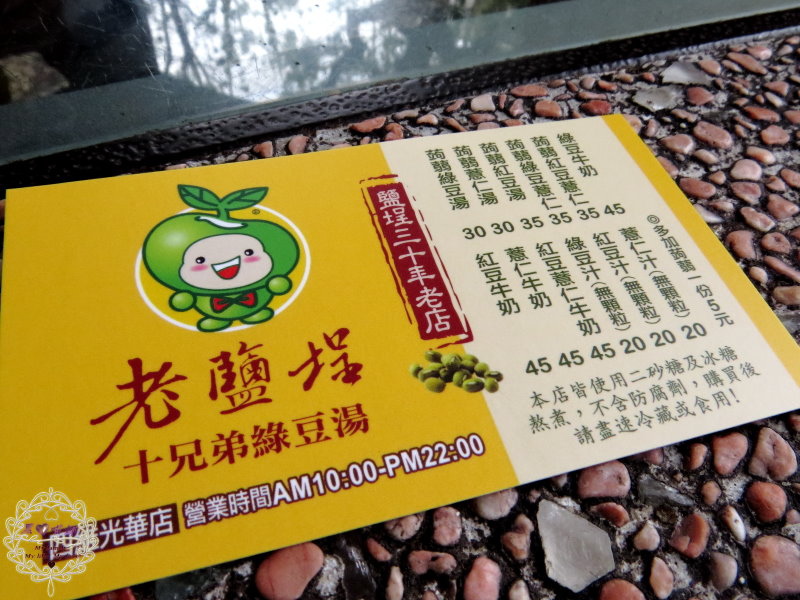 老鹽埕
十兄弟綠豆湯
光華店 營業時間AM10:00-PM22:00
鹽埕三十年老店
蒟蒻綠豆湯 30
蒟蒻薏仁湯 30
蒟蒻紅豆湯 35
蒟蒻綠豆薏仁 35
蒟蒻紅豆薏仁 35
綠豆牛奶 45
紅豆牛奶 45
薏仁牛奶 45
紅豆薏仁牛奶 45
綠豆汁(無顆粒) 20
紅豆汁(無顆粒) 20
薏仁汁(無顆粒) 20
◎多加蒟蒻一份5元
本店皆使用二砂糖及冰糖
熬煮,不含防腐劑,購買後
請盡速冷藏或食用!